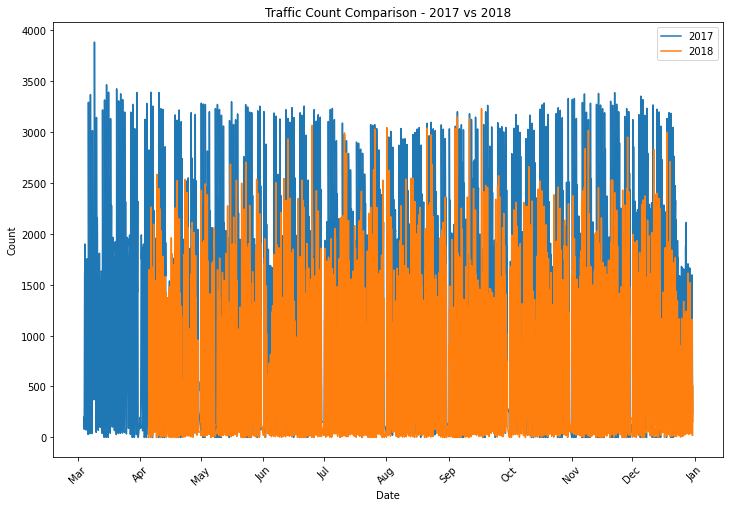 Traffic Count Comparison - 2017 vs 2018
2017
2018
4000
3500
3000
2500
2000
1500
1000
500
0
Count
Mar
Apr
May
Jun
Jul
Aug
Sep
Oct
Nov
Dec
Jan
Date